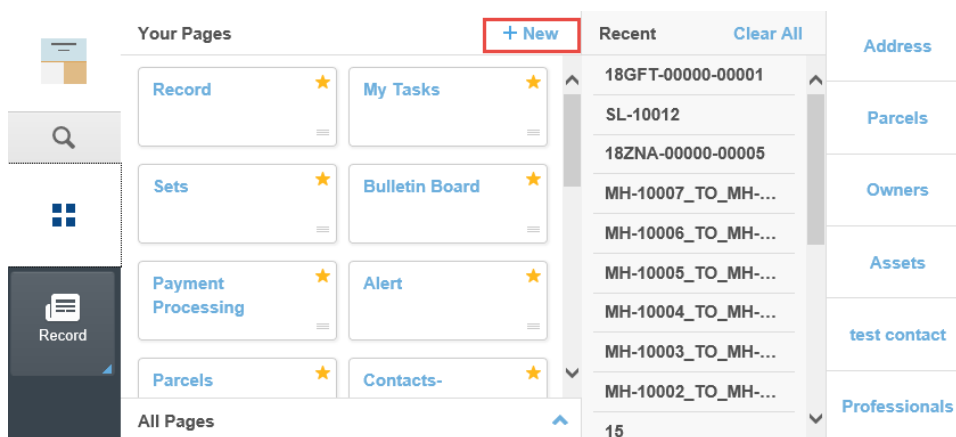 Your Pages
+ New
Record
My Tasks
Sets
Bulletin Board
Payment
Processing
Alert
Parcels
Contacts-
All Pages
Recent
Clear All
18GFT-00000-00001
SL-10012
18ZNA-00000-00005
MH-10007_TO_MH-...
MH-10006_TO_MH-...
MH-10005_TO_MH-...
MH-10004_TO_MH-...
MH-10003_TO_MH-...
MH-10002_TO_MH-...
15
Address
Parcels
Owners
Assets
test contact
Professionals
Record